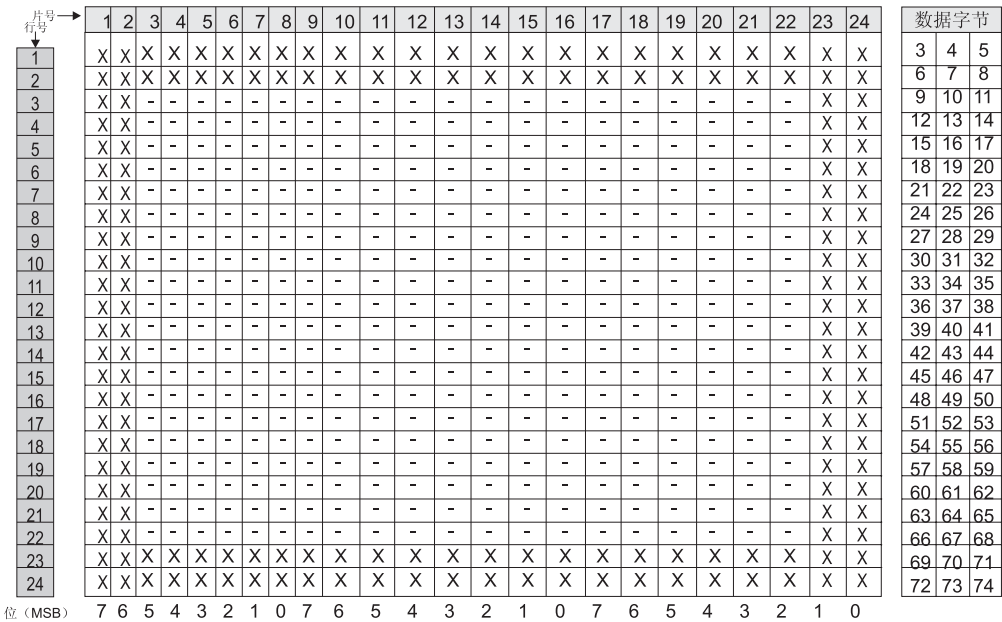 片号 1 2 3 4 5 6 7 8 9 10 11 12 13 14 15 16 17 18 19 20 21 22 23 24 数据字节
行号
1 X X X X X X X X X X X X X X X X X X X X X X X X 3 4 5
2 X X X X X X X X X X X X X X X X X X X X X X X X 6 7 8
3 X X - - - - - - - - - - - - - - - - - - - - X X 9 10 11
4 X X - - - - - - - - - - - - - - - - - - - - X X 12 13 14
5 X X - - - - - - - - - - - - - - - - - - - - X X 15 16 17
6 X X - - - - - - - - - - - - - - - - - - - - X X 18 19 20
7 X X - - - - - - - - - - - - - - - - - - - - X X 21 22 23
8 X X - - - - - - - - - - - - - - - - - - - - X X 24 25 26
9 X X - - - - - - - - - - - - - - - - - - - - X X 27 28 29
10 X X - - - - - - - - - - - - - - - - - - - - X X 30 31 32
11 X X - - - - - - - - - - - - - - - - - - - - X X 33 34 35
12 X X - - - - - - - - - - - - - - - - - - - - X X 36 37 38
13 X X - - - - - - - - - - - - - - - - - - - - X X 39 40 41
14 X X - - - - - - - - - - - - - - - - - - - - X X 42 43 44
15 X X - - - - - - - - - - - - - - - - - - - - X X 45 46 47
16 X X - - - - - - - - - - - - - - - - - - - - X X 48 49 50
17 X X - - - - - - - - - - - - - - - - - - - - X X 51 52 53
18 X X - - - - - - - - - - - - - - - - - - - - X X 54 55 56
19 X X - - - - - - - - - - - - - - - - - - - - X X 57 58 59
20 X X - - - - - - - - - - - - - - - - - - - - X X 60 61 62
21 X X - - - - - - - - - - - - - - - - - - - - X X 63 64 65
22 X X - - - - - - - - - - - - - - - - - - - - X X 66 67 68
23 X X X X X X X X X X X X X X X X X X X X X X X X 69 70 71
24 X X X X X X X X X X X X X X X X X X X X X X X X 72 73 74
位（MSB） 7 6 5 4 3 2 1 0 7 6 5 4 3 2 1 0 7 6 5 4 3 2 1 0